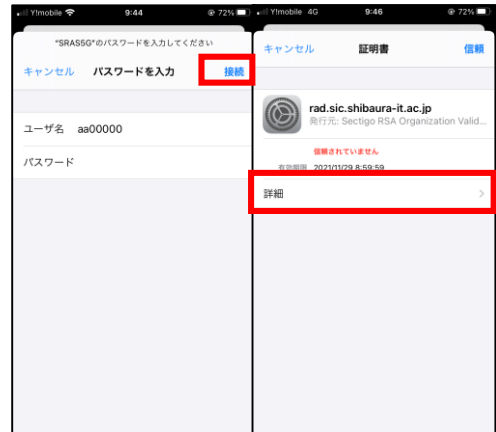 Y!mobile 9:44 72%
"SRAS5G"のパスワードを入力してください
キャンセル パスワードを入力 接続
ユーザ名 aa00000
パスワード
Y!mobile 4G 9:46 72%
キャンセル 証明書 信頼
rad.sic.shibaura-it.ac.jp
発行元: Sectigo RSA Organization Valid...
信頼されていません
有効期限 2021/11/29 8:59:59
詳細